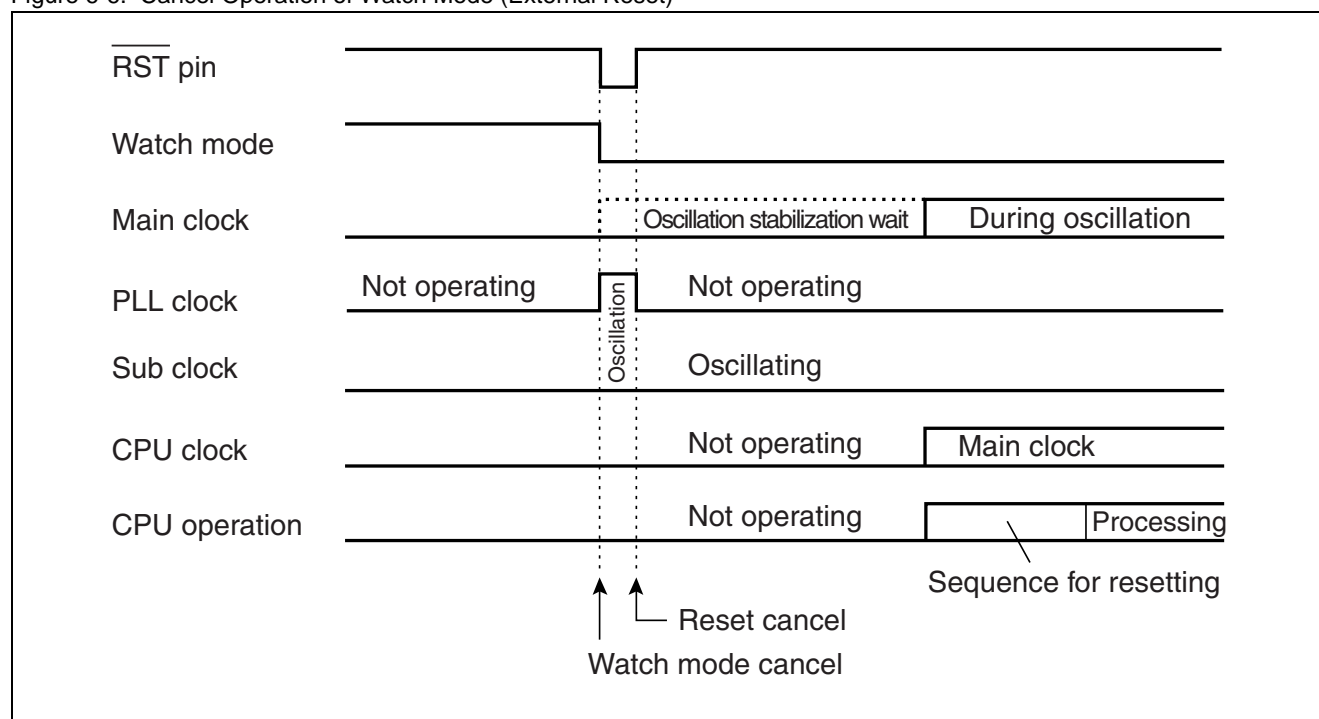 Figure 8-6. Cancel Operation of Watch Mode (External Reset)
RST pin
Watch mode
Main clock
Oscillation stabilization wait
During oscillation
PLL clock
Not operating
Oscillation
Not operating
Sub clock
Oscillating
CPU clock
Not operating
Main clock
CPU operation
Not operating
Processing
Sequence for resetting
Reset cancel
Watch mode cancel